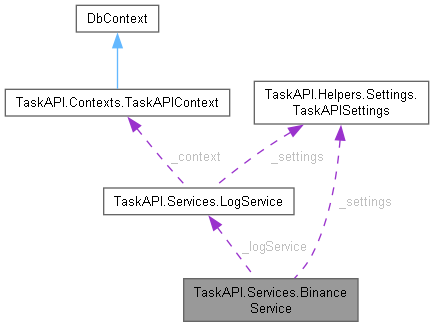 DbContext
TaskAPI.Contexts.TaskAPIContext
TaskAPI.Helpers.Settings.
TaskAPISettings
_context
_settings
TaskAPI.Services.LogService
_settings
_logService
TaskAPI.Services.Binance
Service